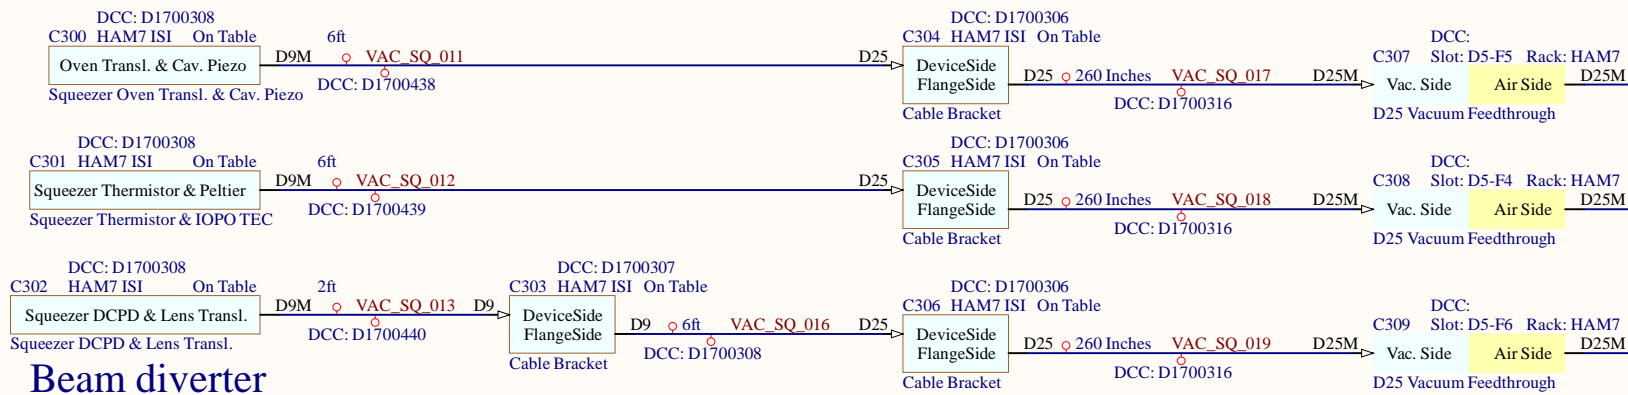 DCC: D1700308
DCC: D1700306
C300 HAM7 ISI On Table 6ft
C304 HAM7 ISI On Table
DCC:
Oven Transl. & Cav. Piezo D9M VAC_SQ_011 D25
DCC: D1700438
Squeezer Oven Transl. & Cav. Piezo
DeviceSide
FlangeSide
Cable Bracket
C307 Slot: D5-F5 Rack: HAM7
D25 260 Inches VAC_SQ_017 D25M
DCC: D1700316
Vac. Side Air Side D25M
D25 Vacuum Feedthrough
DCC: D1700308
DCC: D1700306
C301 HAM7 ISI On Table 6ft
C305 HAM7 ISI On Table
DCC:
Squeezer Thermistor & Peltier D9M VAC_SQ_012 D25
DCC: D1700439
Squeezer Thermistor & IOPO TEC
DeviceSide
FlangeSide
Cable Bracket
C308 Slot: D5-F4 Rack: HAM7
D25 260 Inches VAC_SQ_018 D25M
DCC: D1700316
Vac. Side Air Side D25M
D25 Vacuum Feedthrough
DCC: D1700308
DCC: D1700307
DCC: D1700306
C302 HAM7 ISI On Table 2ft
C303 HAM7 ISI On Table
C306 HAM7 ISI On Table
DCC:
Squeezer DCPD & Lens Transl. D9M VAC_SQ_013 D9
DCC: D1700440
Squeezer DCPD & Lens Transl.
DeviceSide
FlangeSide
Cable Bracket
D9 6ft VAC_SQ_016 D25
DCC: D1700308
DeviceSide
FlangeSide
Cable Bracket
C309 Slot: D5-F6 Rack: HAM7
D25 260 Inches VAC_SQ_019 D25M
DCC: D1700316
Vac. Side Air Side D25M
D25 Vacuum Feedthrough
Beam diverter